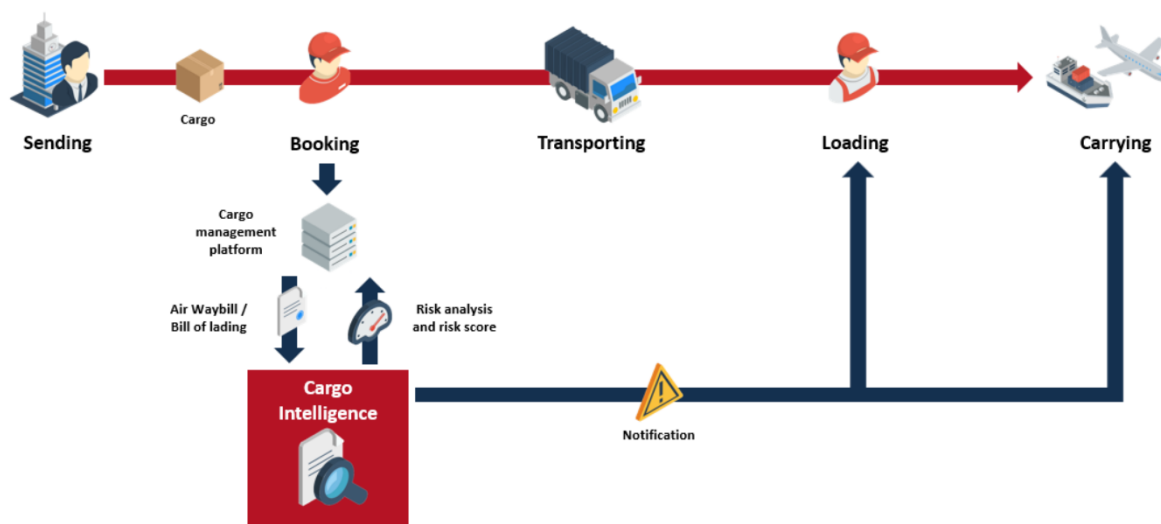 Cargo
Sending
Booking
Transporting
Loading
Carrying
Cargo
management
platform
Air Waybill /
Bill of lading
Risk analysis
and risk score
Cargo
Intelligence
Notification